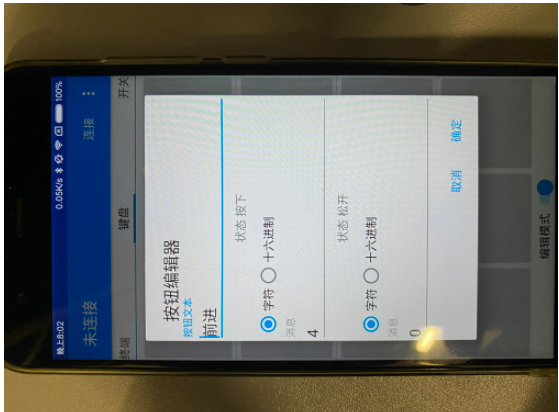 晚上8:02 0.05K/s 100%
未连接 连接
终端 键盘 开关
按钮编辑器
按钮文本
前进
状态 按下
字符 十六进制
消息
4
状态 松开
字符 十六进制
消息
0
取消 确定
编辑模式